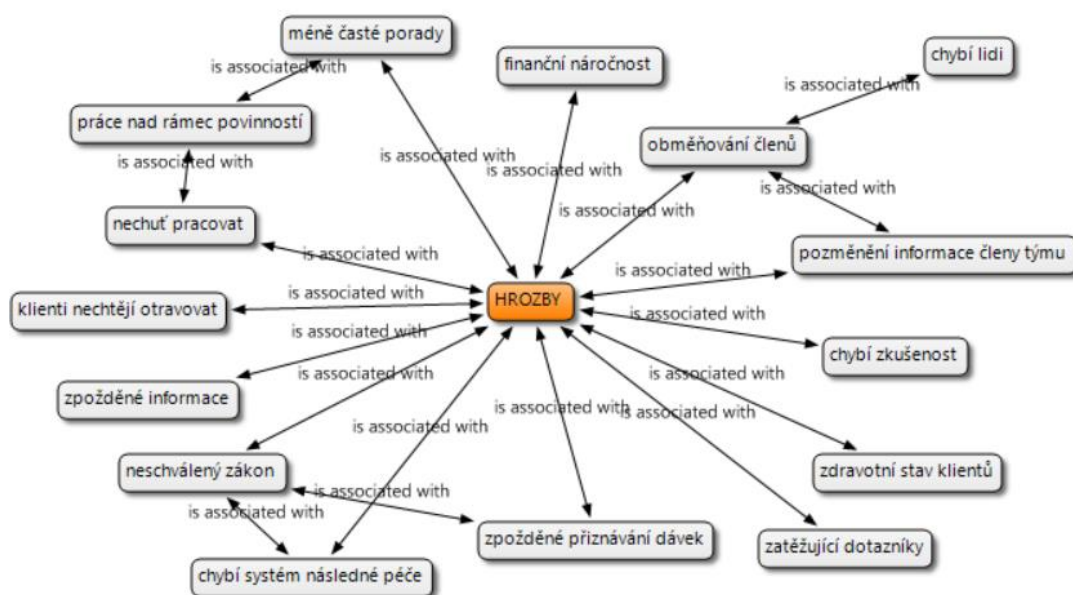 méně časté porady
finanční náročnost
chybí lidi
is associated with
is associated with
práce nad rámec povinností
obměňování členů
is associated with
is associated with
is associated with
is associated with
is associated with
nechuť pracovat
pozměnění informace členy týmu
is associated with
is associated with
HROZBY
klienti nechtějí otravovat
is associated with
is associated with
is associated with
chybí zkušenost
is associated with
zpožděné informace
is associated with
is associated with
is associated with
is associated with
neschválený zákon
zdravotní stav klientů
is associated with
is associated with
zpožděné přiznávání dávek
zatěžující dotazníky
chybí systém následné péče